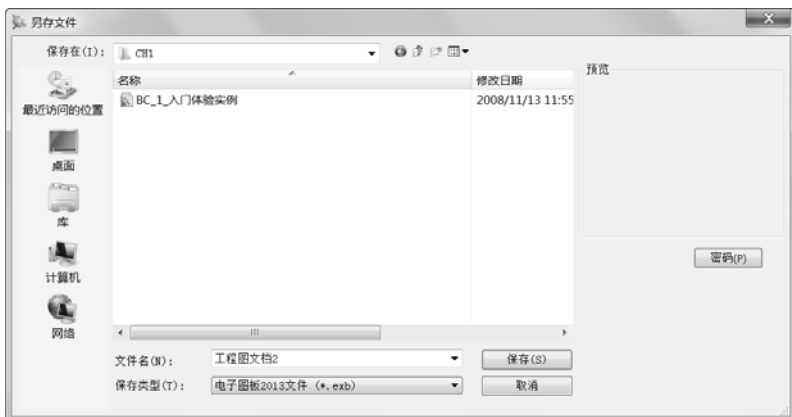 另存文件
保存在(I): CH1
名称 修改日期
BC_1_入门体验实例 2008/11/13 11:55
预览
最近访问的位置
桌面
库
计算机
网络
密码(P)
文件名(N): 工程图文档2 保存(S)
保存类型(T): 电子图板2013文件 (*.exb) 取消